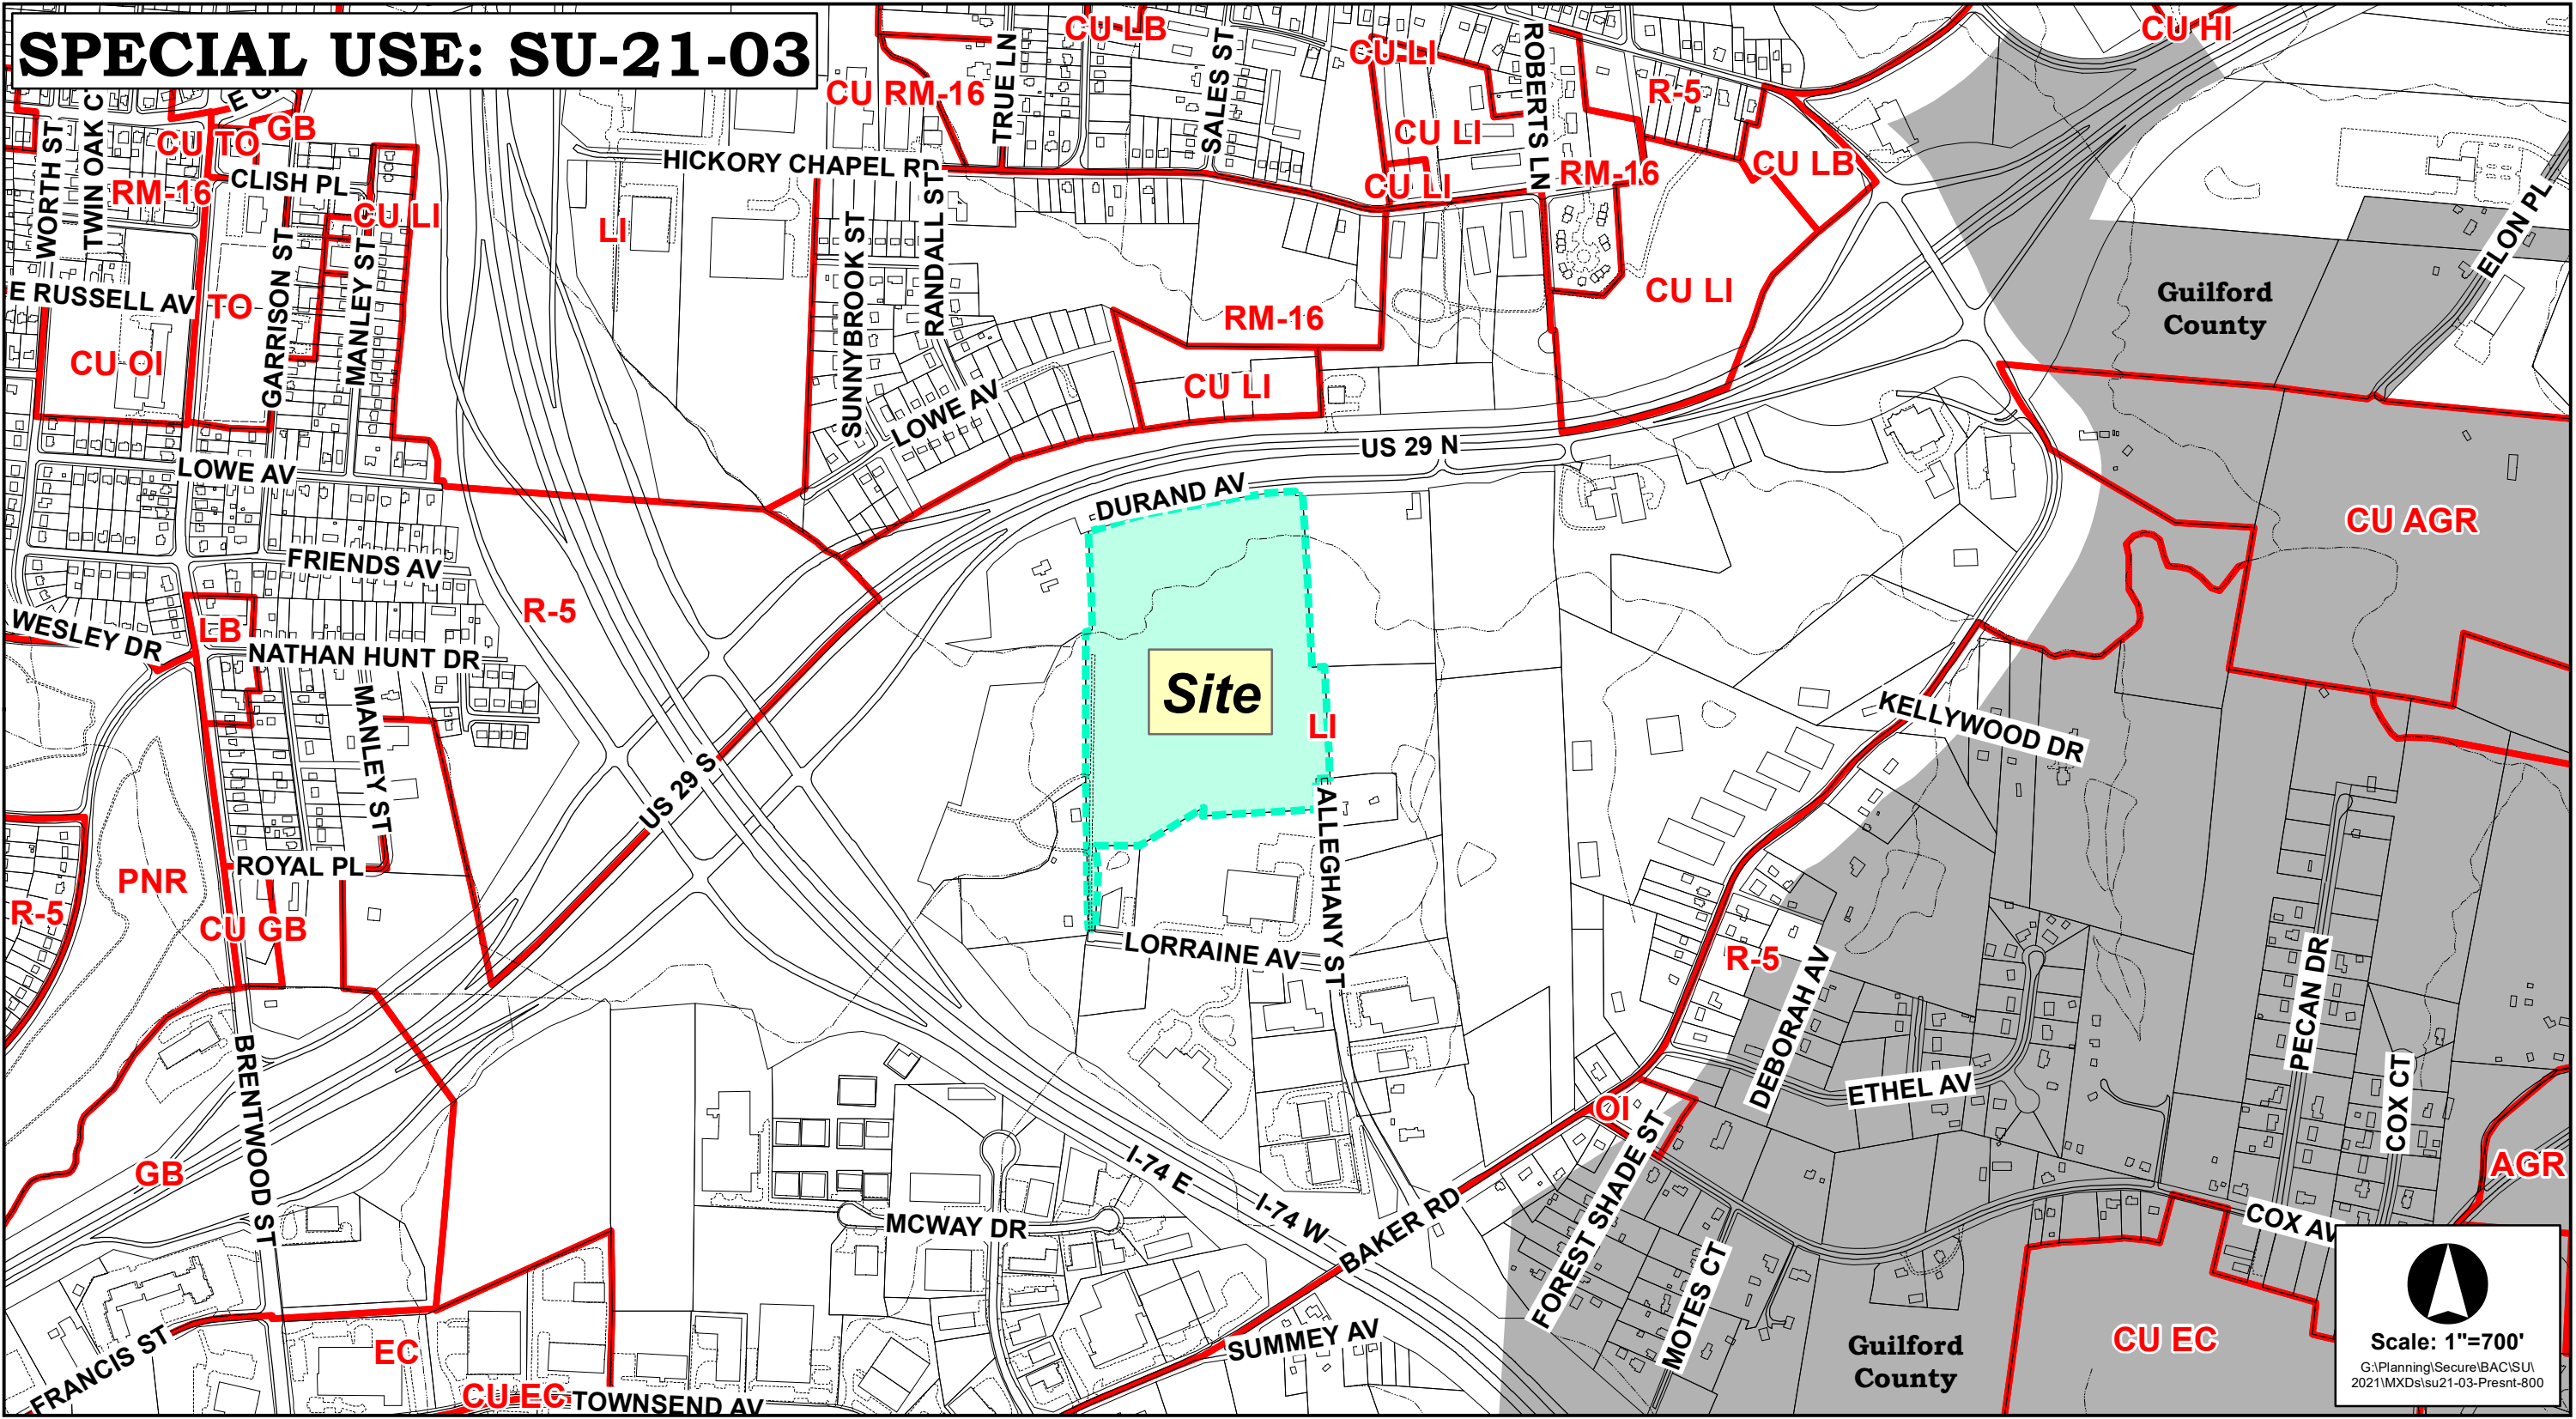 SPECIAL USE: SU-21-03
CU LB
CU HI
CU LI
TRUE LN
SALES ST
ROBERTS LN
CU RM-16
R-5
WORTH ST
TWIN OAK
GB
CU TO
CU LI
CLISH PL
HICKORY CHAPEL RD
CU LB
RM-16
RM-16
CU LI
CU LI
LI
ELON PL
GARRISON ST
MANLEY ST
SUNNYBROOK ST
RANDALL ST
E RUSSELL AV
TO
CU LI
Guilford
County
RM-16
CU OI
CU LI
LOWE AV
US 29 N
LOWE AV
DURAND AV
CU AGR
FRIENDS AV
R-5
WESLEY DR
LB
NATHAN HUNT DR
Site
LI
KELLYWOOD DR
MANLEY ST
US 29 S
ALLEGHANY ST
ROYAL PL
PNR
R-5
CU GB
LORRAINE AV
R-5
DEBORAH AV
PECAN DR
BRENTWOOD ST
ETHEL AV
COX CT
OI
GB
I-74 E
I-74 W
FOREST SHADE ST
AGR
MCWAY DR
BAKER RD
COX AV
MOTES CT
SUMMEY AV
Guilford
County
CU EC
FRANCIS ST
EC
CU EC
TOWNSEND AV
Scale: 1"=700'
G:\Planning\Secure\BAC\SU\
2021\MXDs\su21-03-Presnt-800